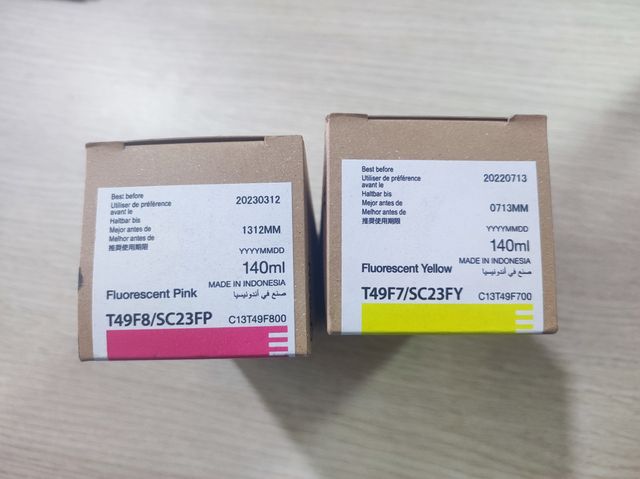 Best before
Utiliser de préférence
avant le
20230312
Haltbar bis
Mejor antes de
1312MM
Melhor antes de
推奨使用期限
YYYYMMDD
140ml
MADE IN INDONESIA
صنع في أندونيسيا
Fluorescent Pink
T49F8/SC23FP C13T49F800
Best before
Utiliser de préférence
20220713
avant le
Haltbar bis
Mejor antes de
0713MM
Melhor antes de
推奨使用期限
YYYYMMDD
140ml
MADE IN INDONESIA
صنع في أندونيسيا
Fluorescent Yellow
T49F7/SC23FY C13T49F700